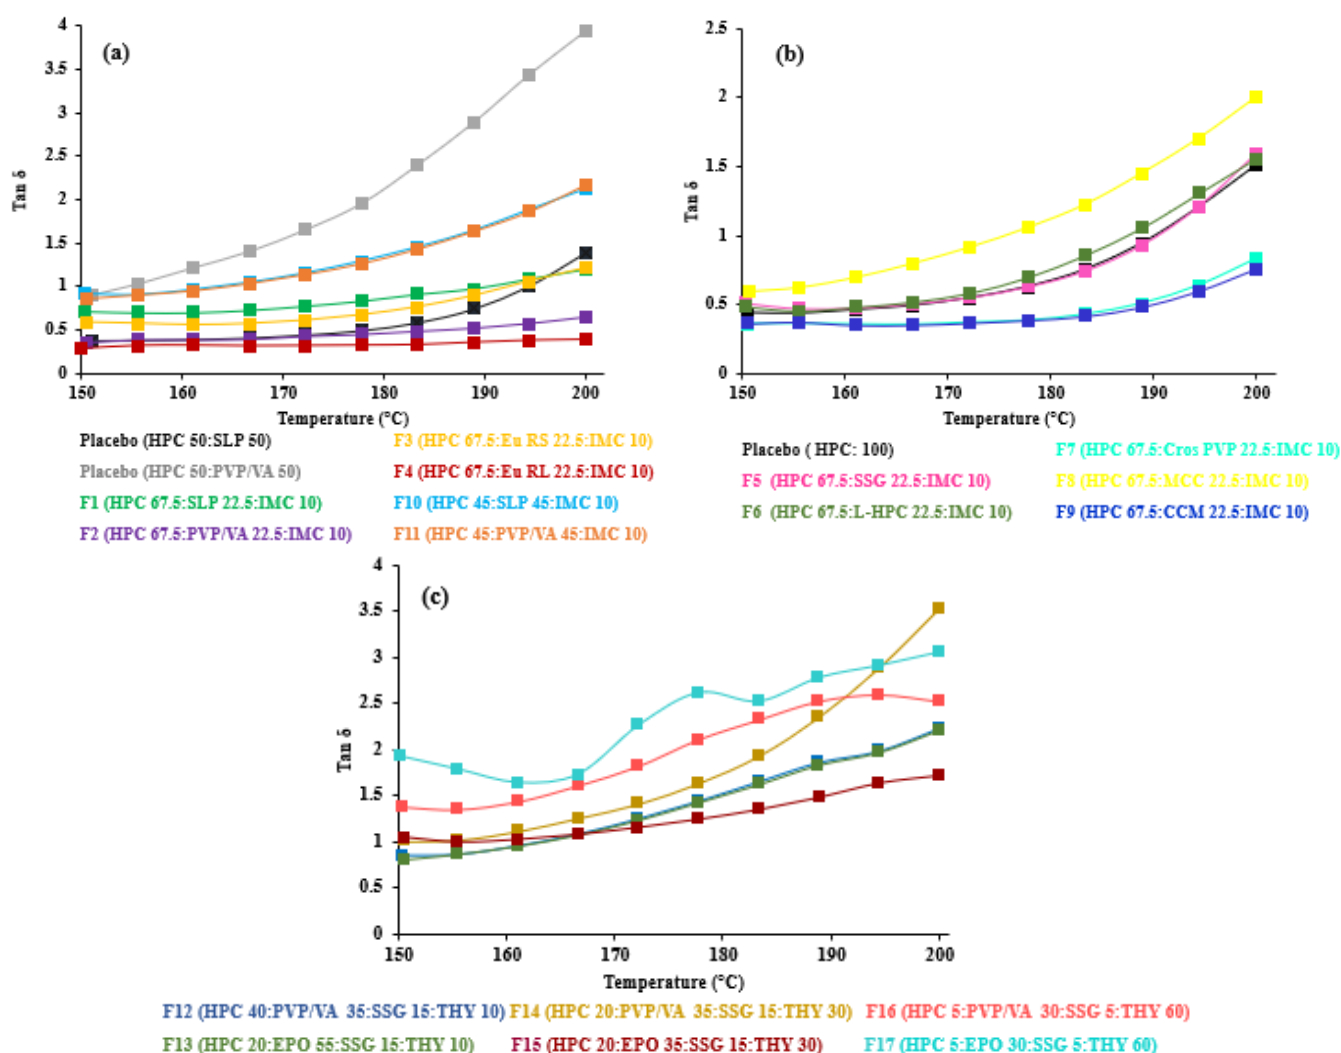 (a)
4
3.5
3
2.5
2
1.5
1
0.5
0
Tan δ
150 160 170 180 190 200
Temperature (°C)
Placebo (HPC 50:SLP 50)
Placebo (HPC 50:PVP/VA 50)
F1 (HPC 67.5:SLP 22.5:IMC 10)
F2 (HPC 67.5:PVP/VA 22.5:IMC 10)
F3 (HPC 67.5:Eu RS 22.5:IMC 10)
F4 (HPC 67.5:Eu RL 22.5:IMC 10)
F10 (HPC 45:SLP 45:IMC 10)
F11 (HPC 45:PVP/VA 45:IMC 10)
(b)
2.5
2
1.5
1
0.5
0
Tan δ
150 160 170 180 190 200
Temperature (°C)
Placebo ( HPC: 100)
F5 (HPC 67.5:SSG 22.5:IMC 10)
F6 (HPC 67.5:L-HPC 22.5:IMC 10)
F7 (HPC 67.5:Cros PVP 22.5:IMC 10)
F8 (HPC 67.5:MCC 22.5:IMC 10)
F9 (HPC 67.5:CCM 22.5:IMC 10)
(c)
4
3.5
3
2.5
2
1.5
1
0.5
0
Tan δ
150 160 170 180 190 200
Temperature (°C)
F12 (HPC 40:PVP/VA 35:SSG 15:THY 10)
F14 (HPC 20:PVP/VA 35:SSG 15:THY 30)
F16 (HPC 5:PVP/VA 30:SSG 5:THY 60)
F13 (HPC 20:EPO 55:SSG 15:THY 10)
F15 (HPC 20:EPO 35:SSG 15:THY 30)
F17 (HPC 5:EPO 30:SSG 5:THY 60)